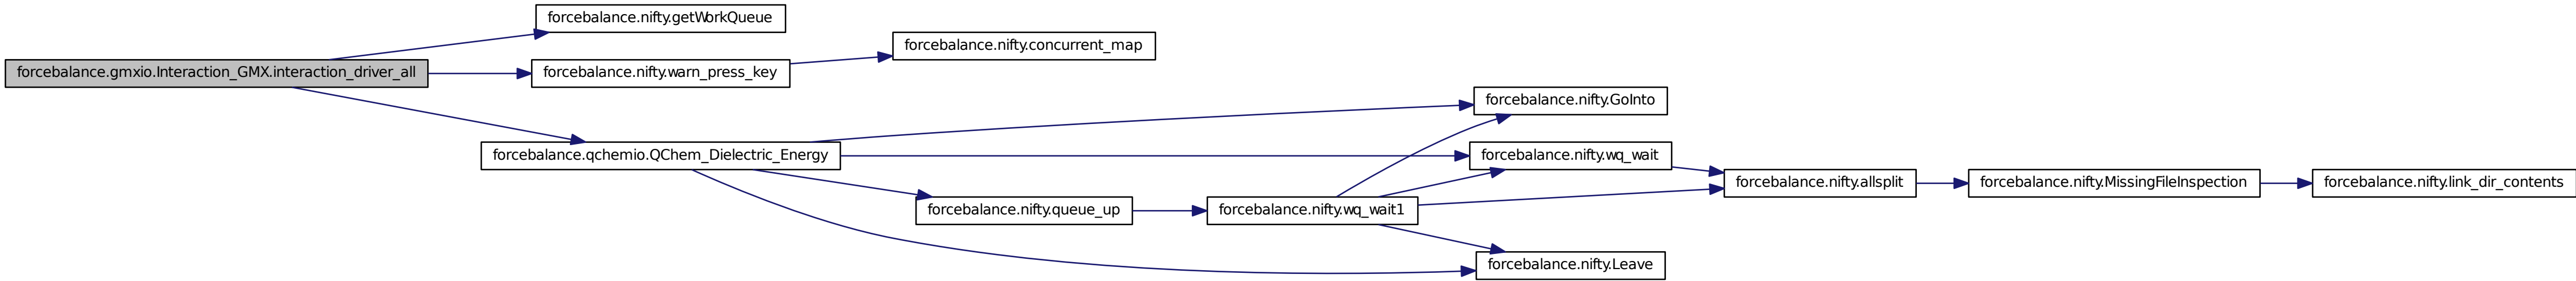 forcebalance.gmxio.Interaction_GMX.interaction_driver_all
forcebalance.nifty.getWorkQueue
forcebalance.nifty.warn_press_key
forcebalance.nifty.concurrent_map
forcebalance.qchemio.QChem_Dielectric_Energy
forcebalance.nifty.GoInto
forcebalance.nifty.wq_wait
forcebalance.nifty.queue_up
forcebalance.nifty.wq_wait1
forcebalance.nifty.Leave
forcebalance.nifty.allsplit
forcebalance.nifty.MissingFileInspection
forcebalance.nifty.link_dir_contents